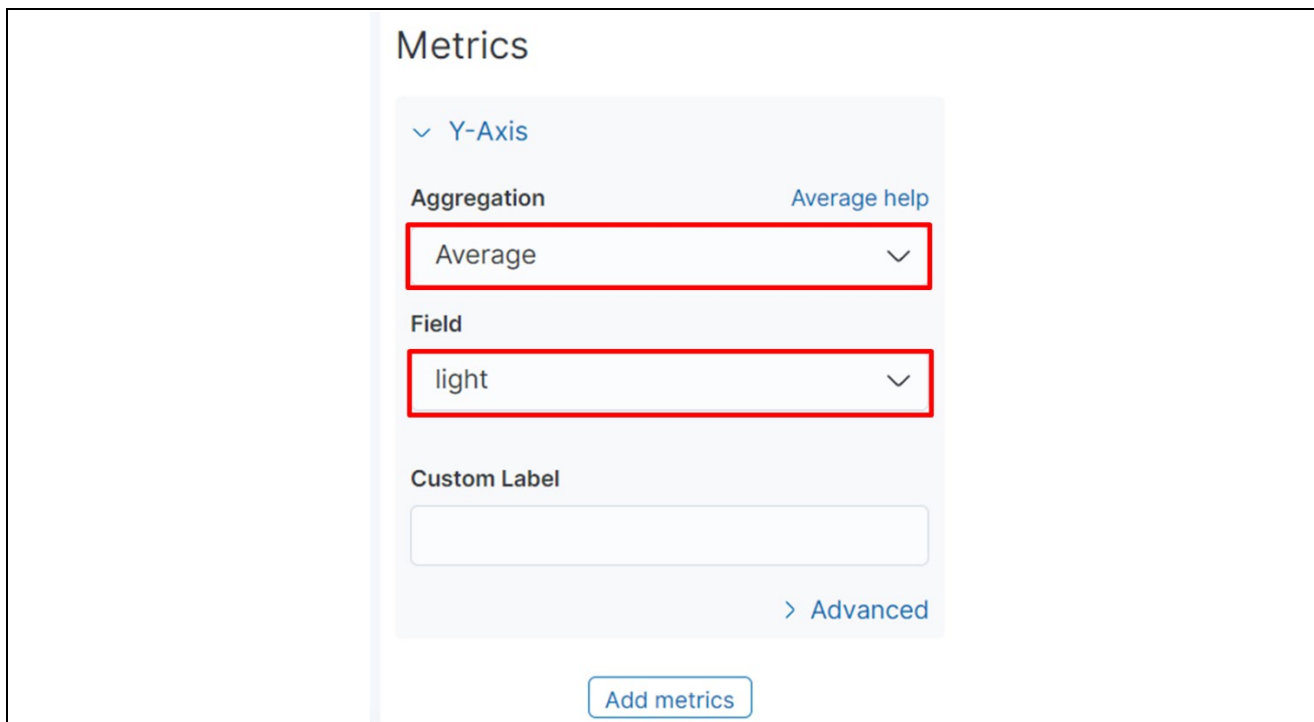 Metrics
Y-Axis
Aggregation Average help
Average
Field
light
Custom Label
Advanced
Add metrics